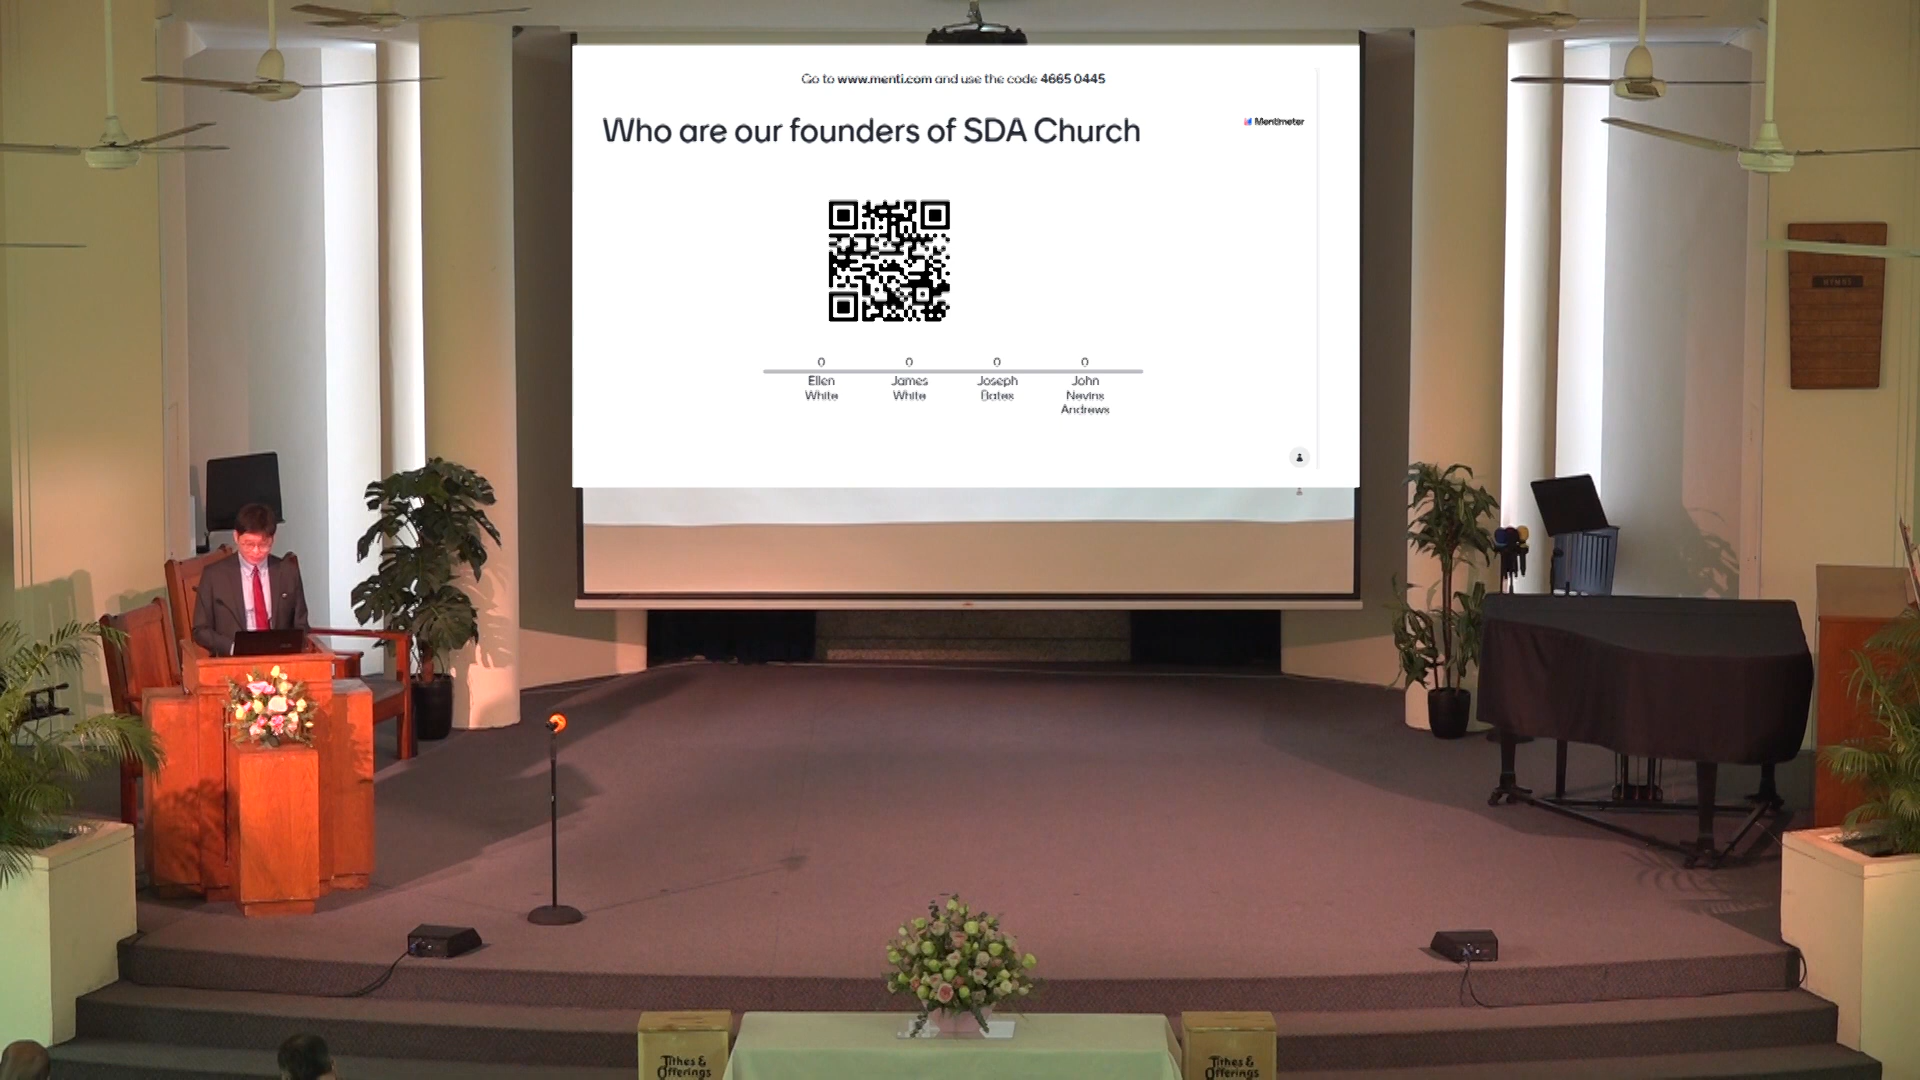 Go to www.menti.com and use the code 4665 0445
Who are our founders of SDA Church
Mentimeter
0
0
0
0
Ellen
White
James
White
Joseph
Bates
John
Nevins
Andrews
HYMNS
Tithes &
Offerings
Tithes &
Offerings